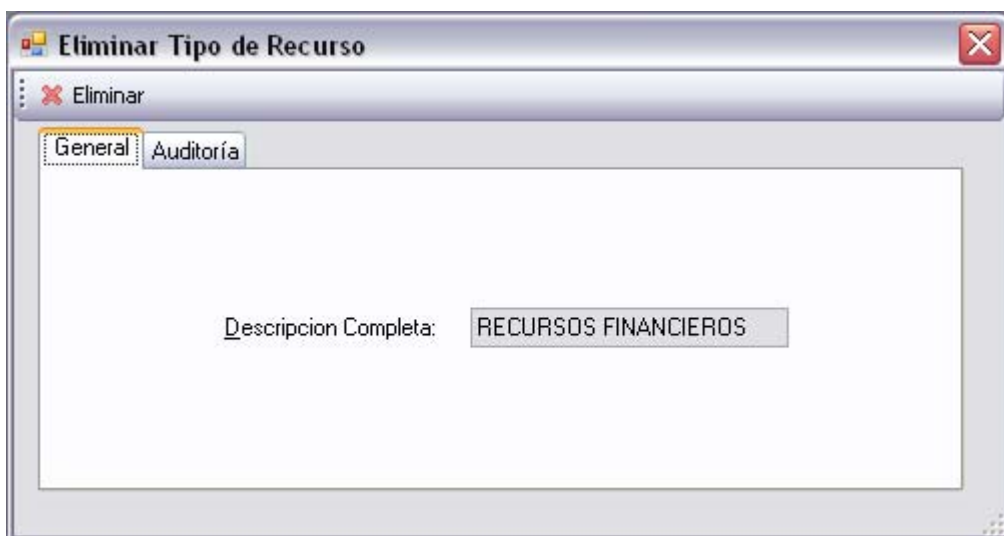 Eliminar Tipo de Recurso
Eliminar
General Auditoría
Descripcion Completa: RECURSOS FINANCIEROS